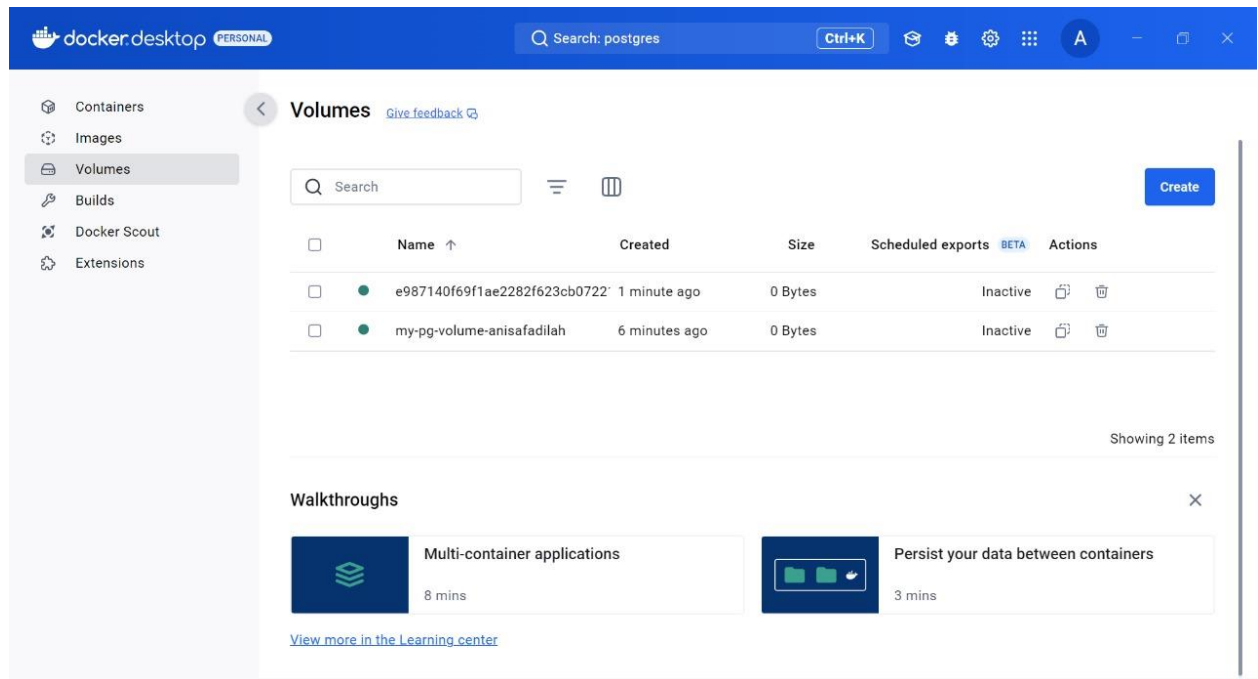 docker.desktop PERSONAL Search: postgres Ctrl+K A
Containers
Images
Volumes
Builds
Docker Scout
Extensions
Volumes Give feedback
Search Create
Name Created Size Scheduled exports BETA Actions
e987140f69f1ae2282f623cb0722 1 minute ago 0 Bytes Inactive
my-pg-volume-anisafadilah 6 minutes ago 0 Bytes Inactive
Showing 2 items
Walkthroughs
Multi-container applications
8 mins
Persist your data between containers
3 mins
View more in the Learning center